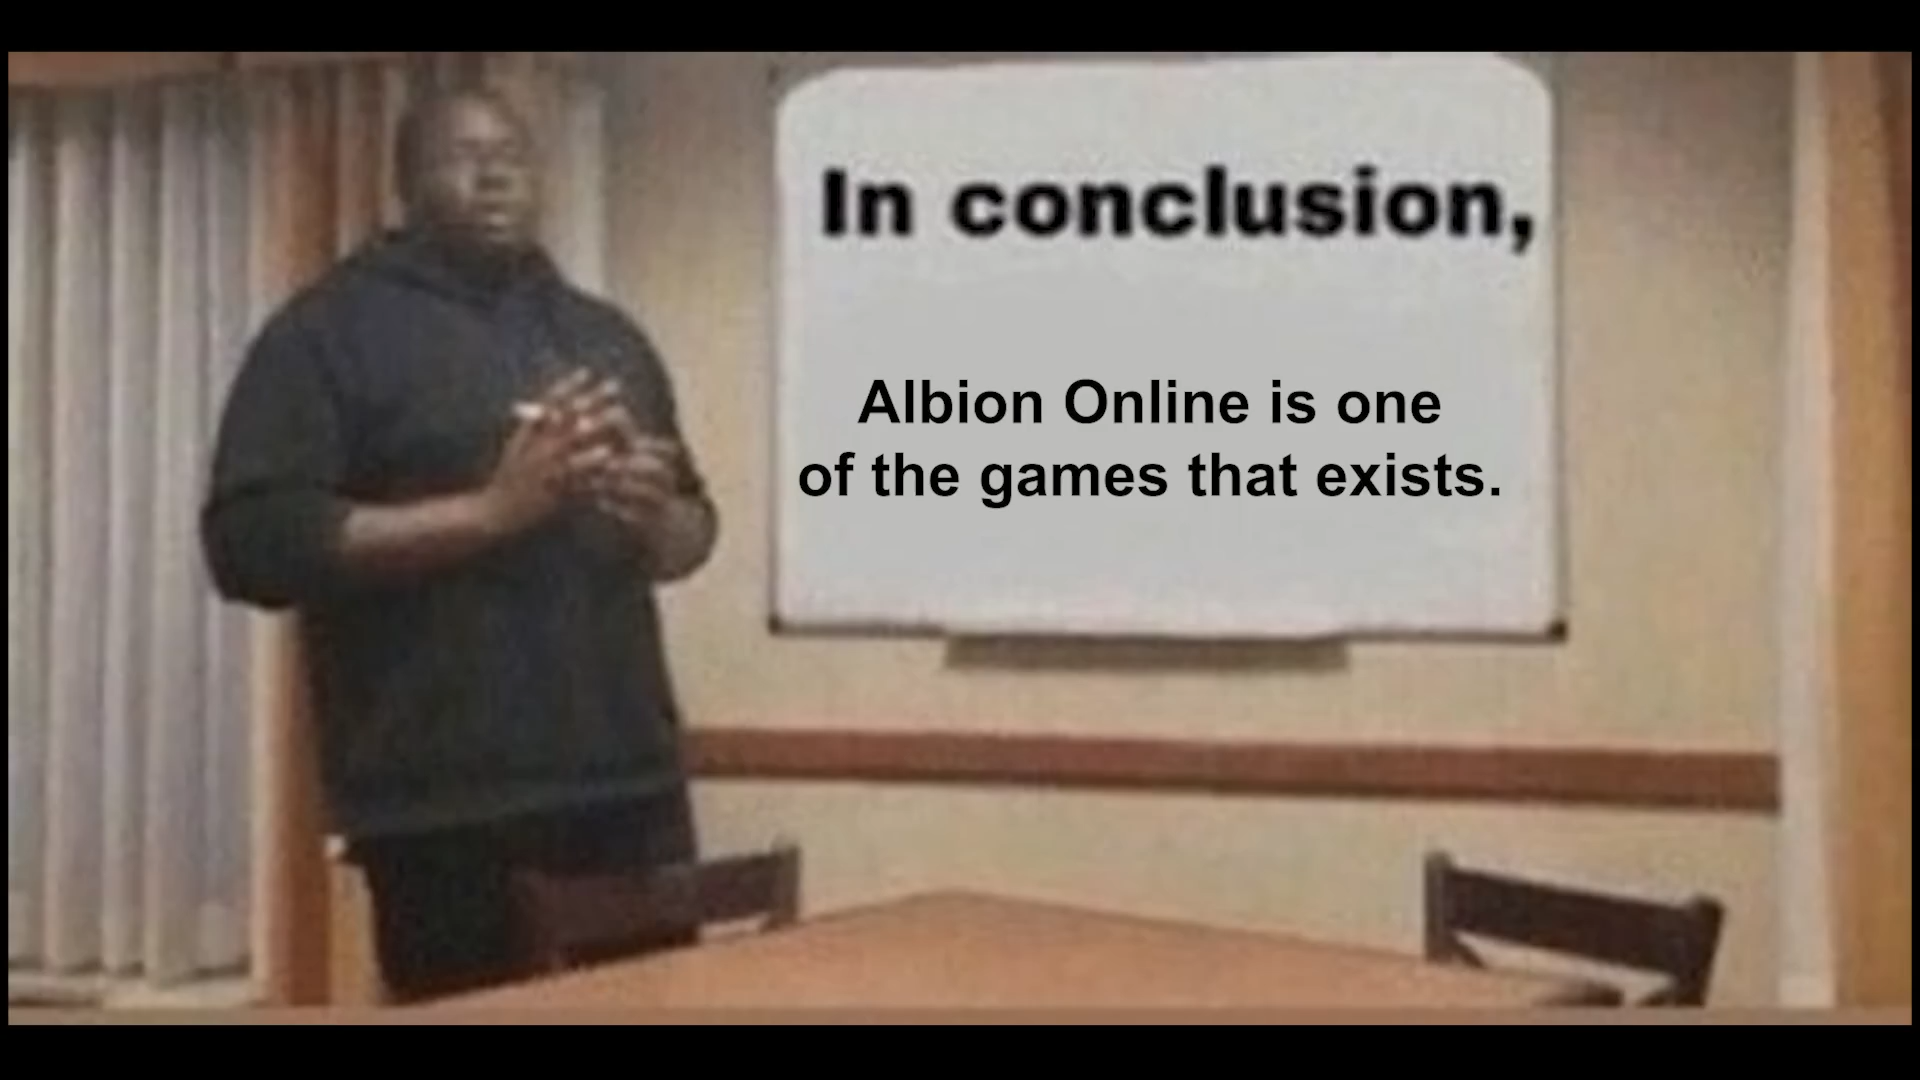 In conclusion,
Albion Online is one
of the games that exists.